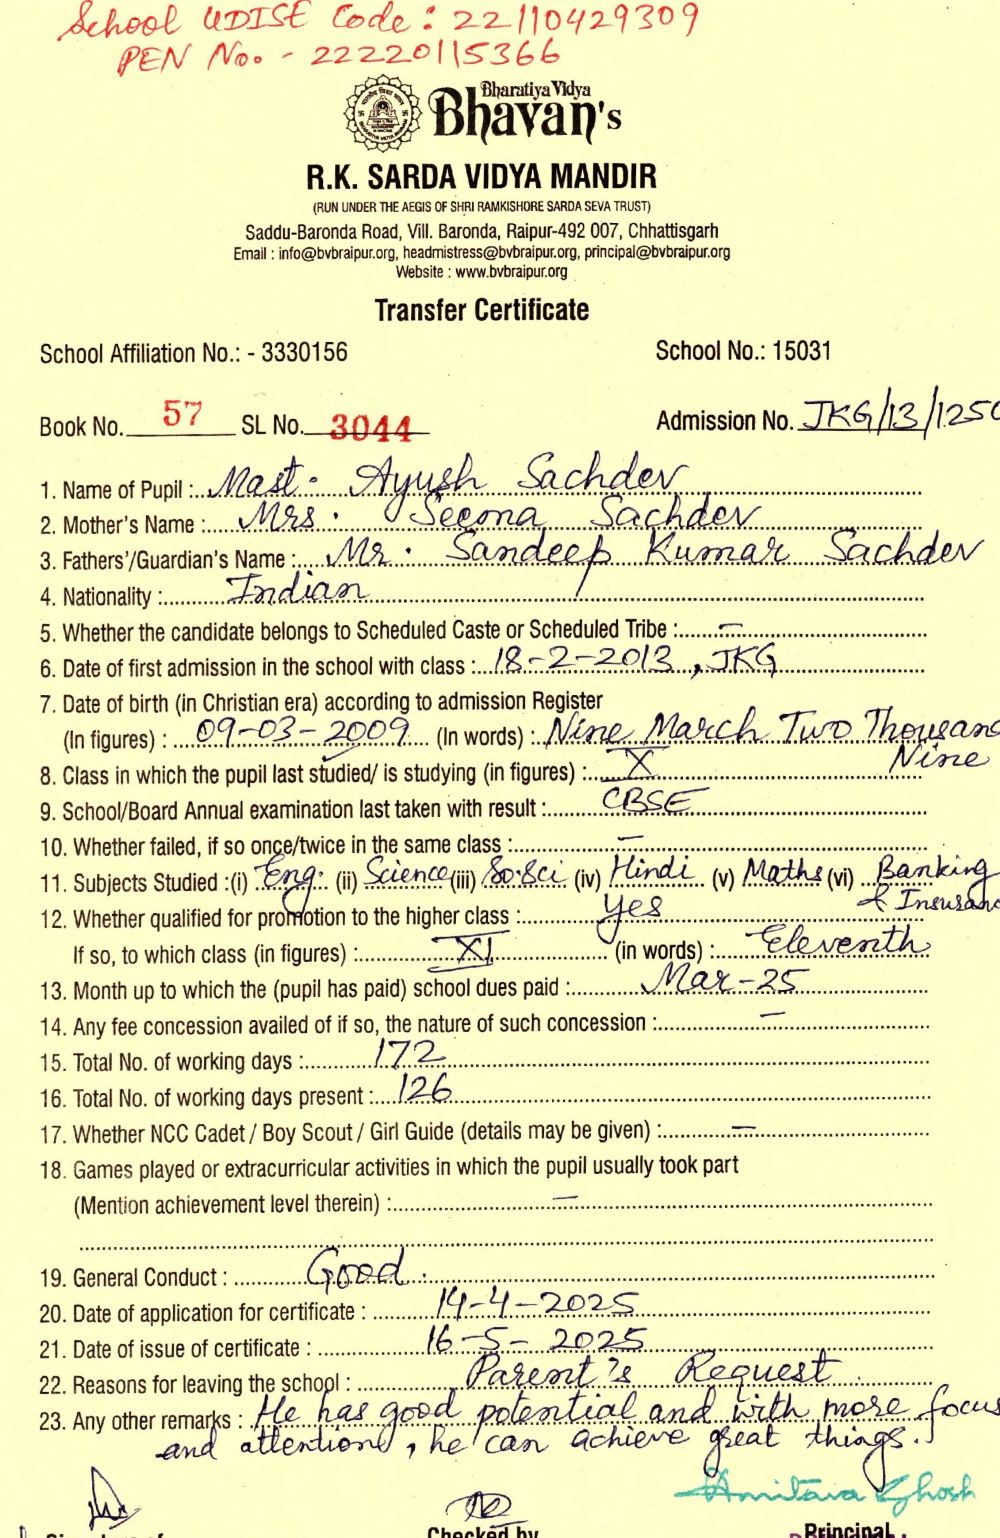 School UDISE Code : 22110429309
PEN No. - 22220115366
Bharatiya Vidya
Bhavan's
R.K. SARDA VIDYA MANDIR
(RUN UNDER THE AEGIS OF SHRI RAMKISHORE SARDA SEVA TRUST)
Saddu-Baronda Road, Vill. Baronda, Raipur-492 007, Chhattisgarh
Email : info@bvbraipur.org, headmistress@bvbraipur.org, principal@bvbraipur.org
Website : www.bvbraipur.org
Transfer Certificate
School Affiliation No.: - 3330156 School No.: 15031
Book No. 57 SL No. 3044 Admission No. JKG/13/1250
1. Name of Pupil : Mast. Ayush Sachdev
2. Mother's Name : Mrs. Seema Sachdev
3. Fathers'/Guardian's Name : Mr. Sandeep Kumar Sachdev
4. Nationality : Indian
5. Whether the candidate belongs to Scheduled Caste or Scheduled Tribe : —
6. Date of first admission in the school with class : 18-2-2013, JKG
7. Date of birth (in Christian era) according to admission Register
(In figures) : 09-03-2009 (In words) : Nine March Two Thousand
Nine
8. Class in which the pupil last studied/ is studying (in figures) : X
9. School/Board Annual examination last taken with result : CBSE
10. Whether failed, if so once/twice in the same class : —
11. Subjects Studied :(i) Eng. (ii) Science (iii) So.Sci (iv) Hindi (v) Maths (vi) Banking
& Insuranc
12. Whether qualified for promotion to the higher class : Yes
If so, to which class (in figures) : XI (in words) : Eleventh
13. Month up to which the (pupil has paid) school dues paid : Mar-25
14. Any fee concession availed of if so, the nature of such concession : —
15. Total No. of working days : 172
16. Total No. of working days present : 126
17. Whether NCC Cadet / Boy Scout / Girl Guide (details may be given) : —
18. Games played or extracurricular activities in which the pupil usually took part
(Mention achievement level therein) : —
19. General Conduct : Good.
20. Date of application for certificate : 14-4-2025
21. Date of issue of certificate : 16-5-2025
22. Reasons for leaving the school : Parent's Request.
23. Any other remarks : He has good potential and with more focus
and attention, he can achieve great things.
Amitava Ghosh
Signature of Checked by Principal